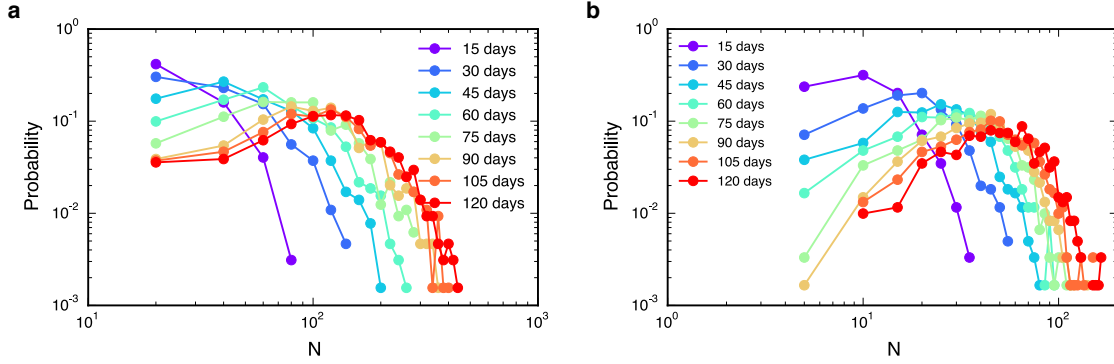 a
Probability
10^0
10^-1
10^-2
10^-3
10^1
10^2
10^3
N
15 days
30 days
45 days
60 days
75 days
90 days
105 days
120 days
b
Probability
10^0
10^-1
10^-2
10^-3
10^0
10^1
10^2
N
15 days
30 days
45 days
60 days
75 days
90 days
105 days
120 days